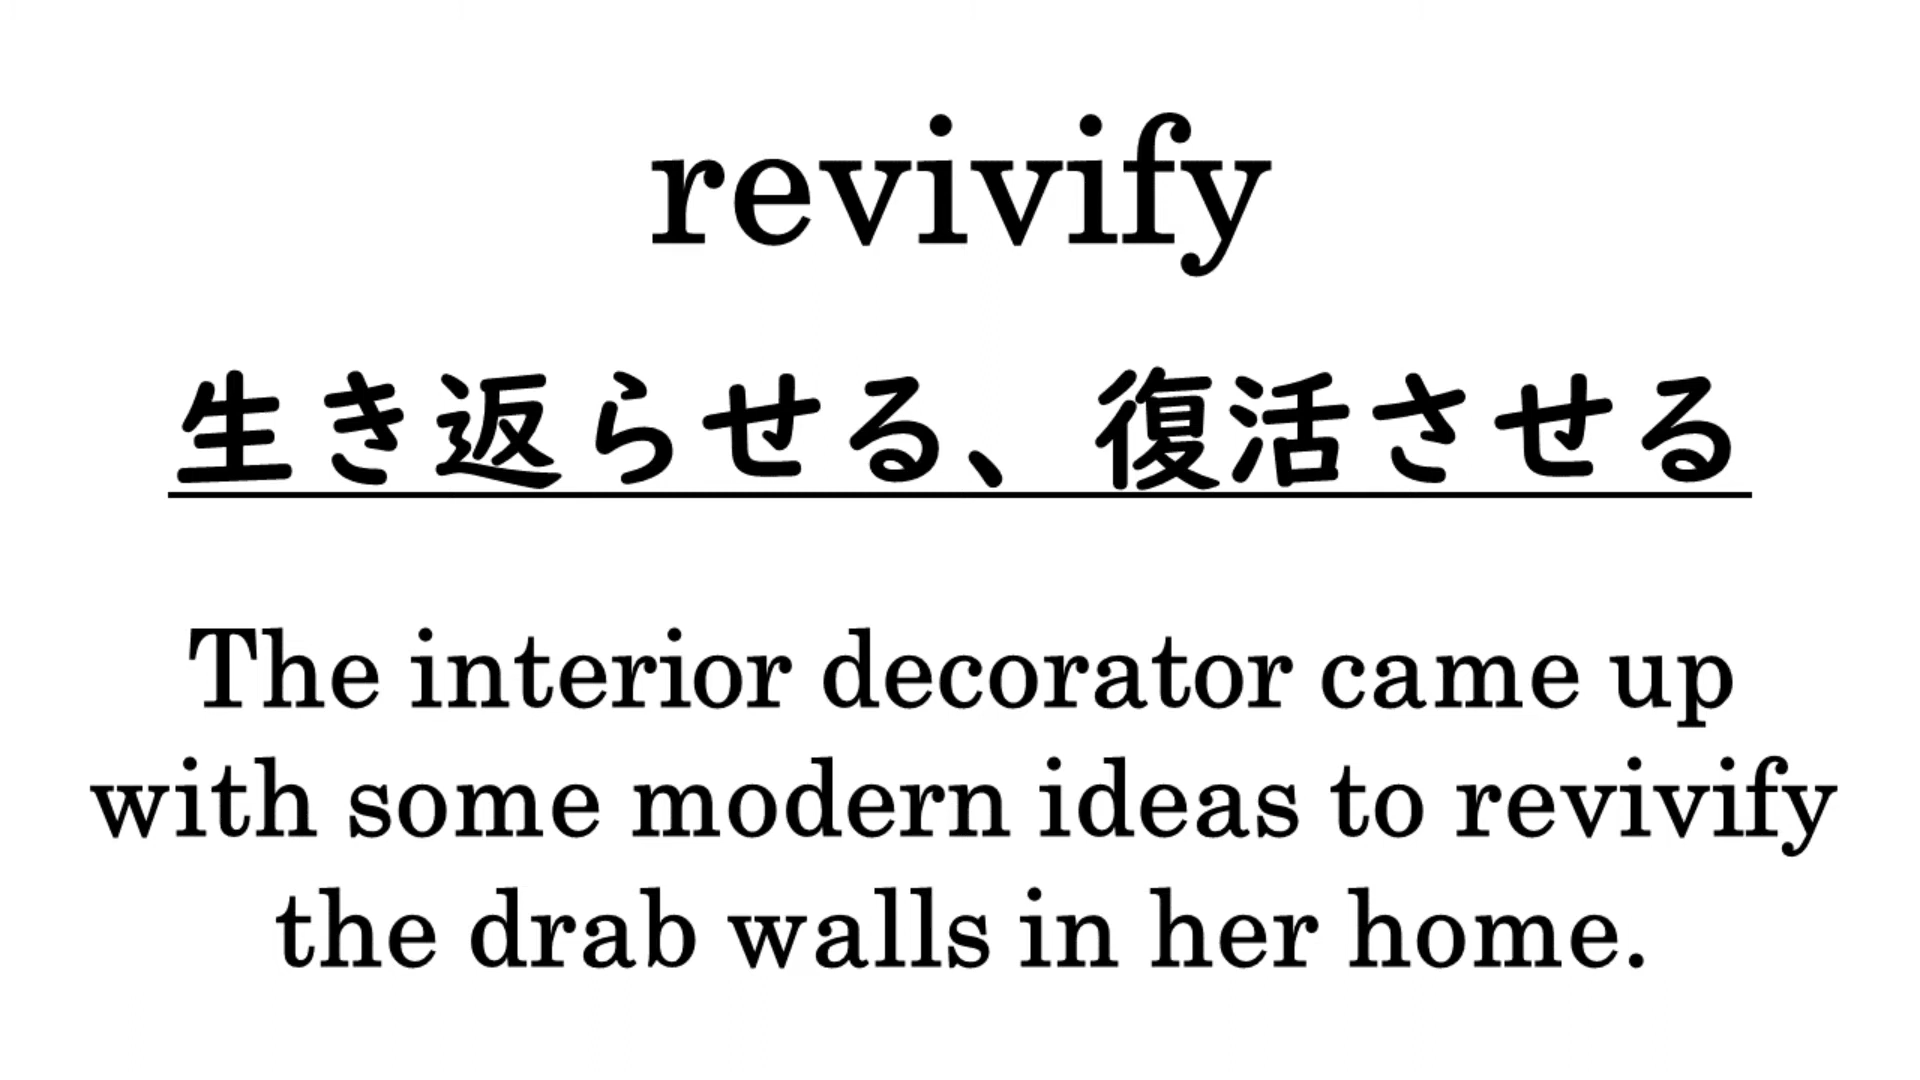 revivify
生き返らせる、復活させる
The interior decorator came up
with some modern ideas to revivify
the drab walls in her home.